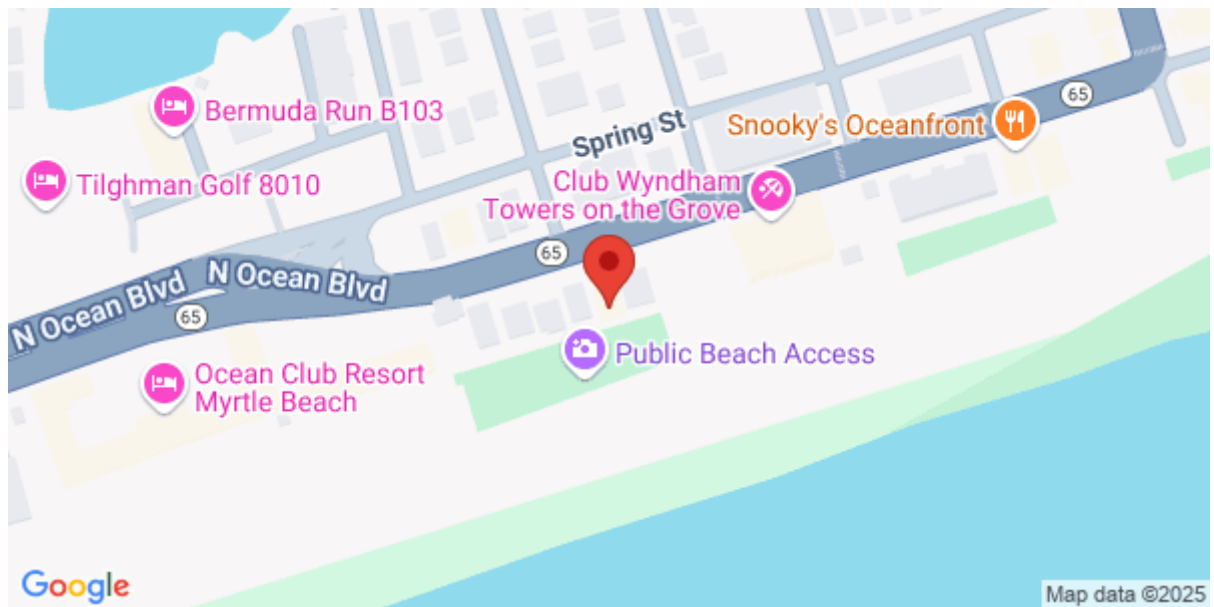 Bermuda Run B103
Tilghman Golf 8010
Spring St
Snooky's Oceanfront
65
Club Wyndham
Towers on the Grove
65
N Ocean Blvd
N Ocean Blvd
65
Public Beach Access
Ocean Club Resort
Myrtle Beach
Google
Map data ©2025